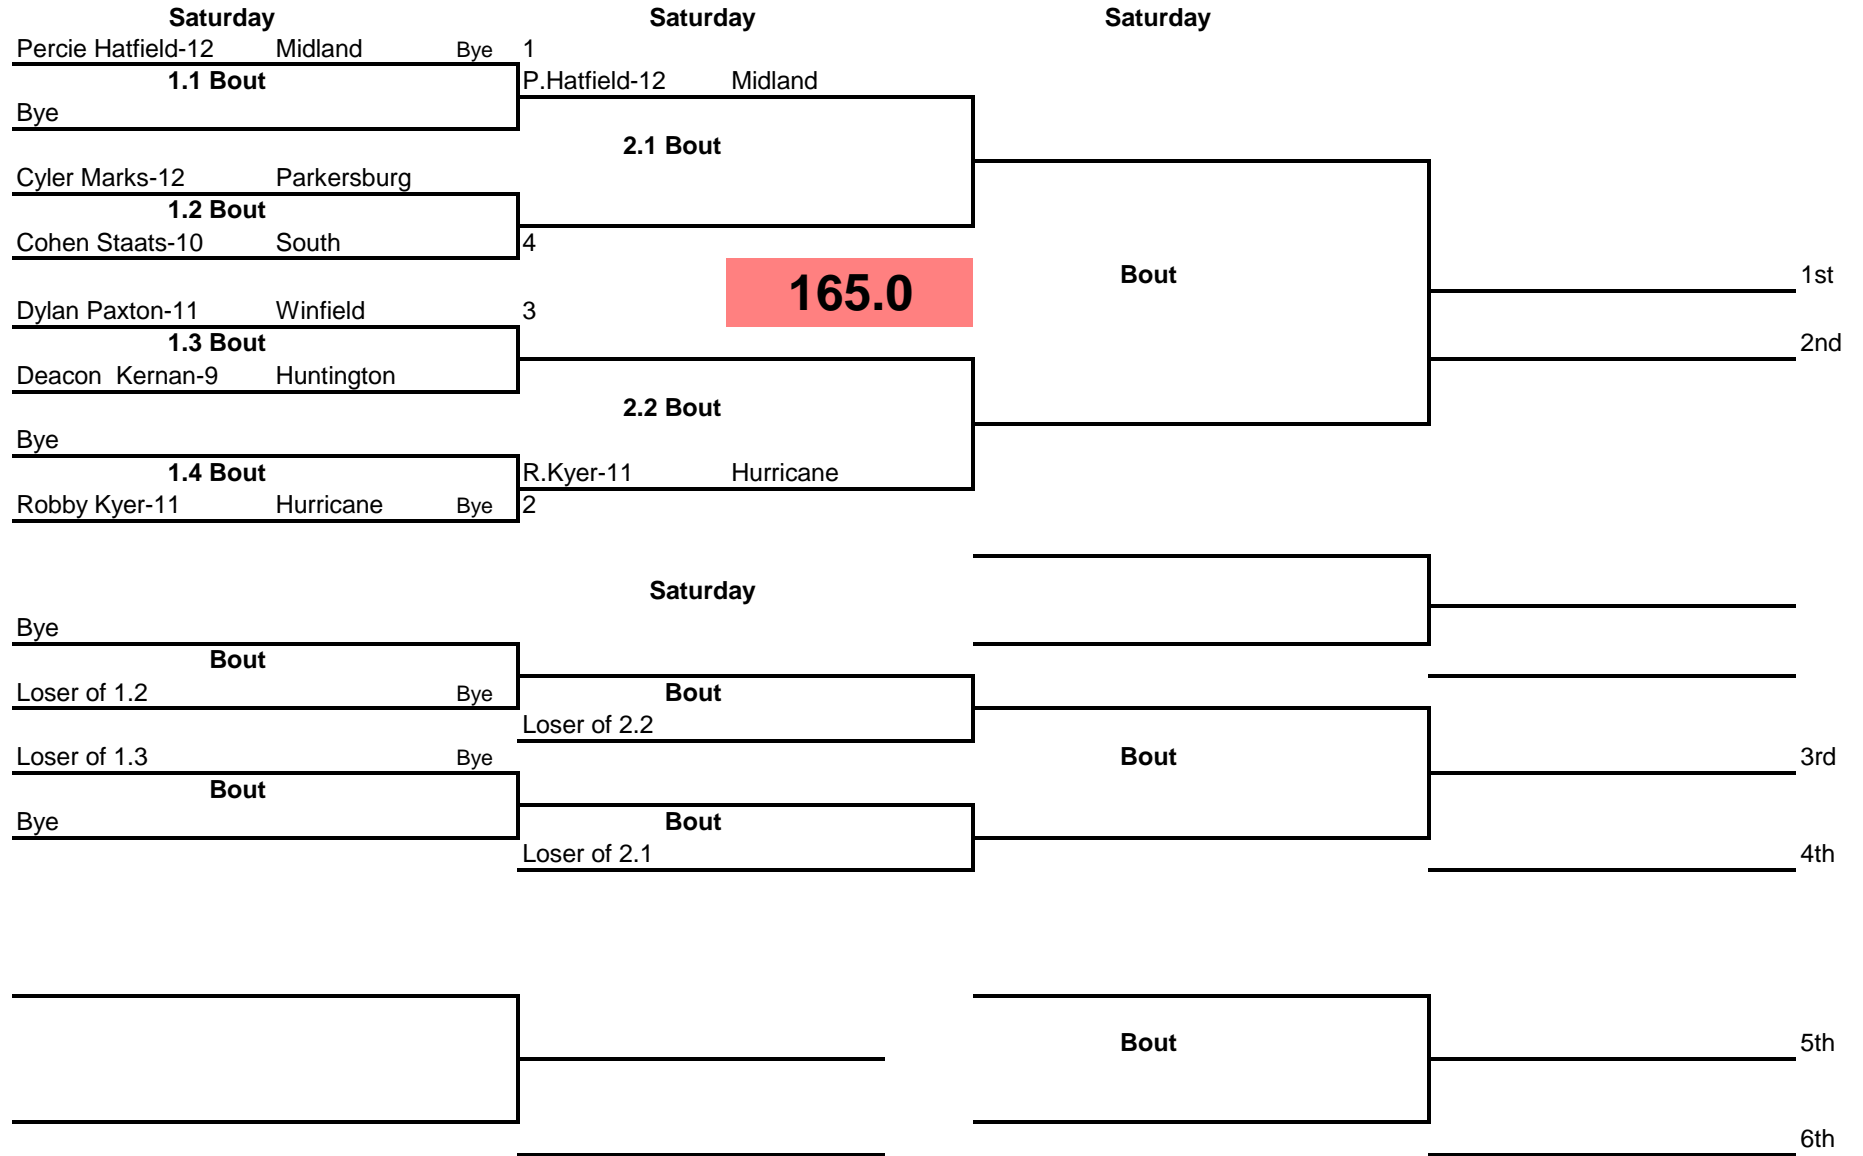 Saturday Saturday Saturday
Percie Hatfield-12 Midland Bye 1
1.1 Bout P.Hatfield-12 Midland
Bye
2.1 Bout
Cyler Marks-12 Parkersburg
1.2 Bout
Cohen Staats-10 South 4
165.0 Bout 1st
Dylan Paxton-11 Winfield 3
1.3 Bout 2nd
Deacon  Kernan-9 Huntington
2.2 Bout
Bye
1.4 Bout R.Kyer-11 Hurricane
Robby Kyer-11 Hurricane Bye 2
Saturday
Bye
Bout
Loser of 1.2 Bye Bout
Loser of 2.2
Loser of 1.3 Bye Bout 3rd
Bout
Bye Bout
Loser of 2.1 4th
Bout 5th
6th